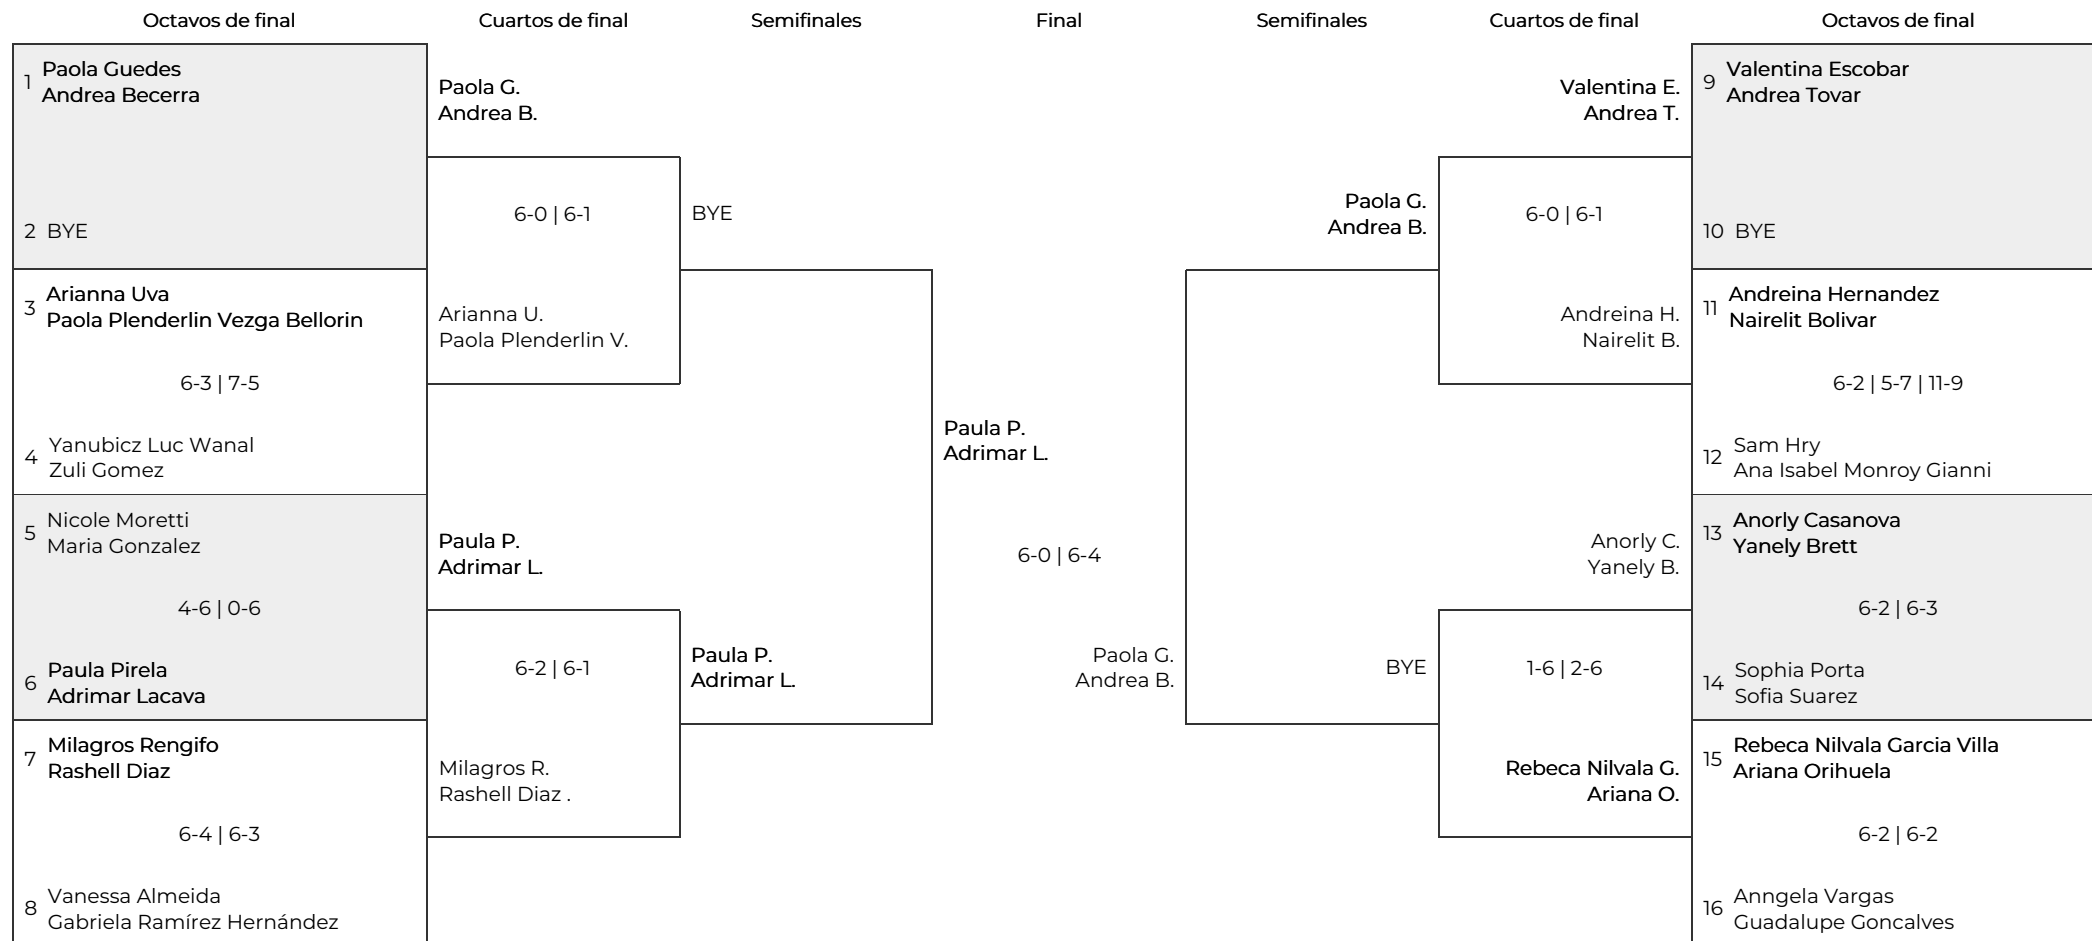 Octavos de final
Cuartos de final
Semifinales
Final
Semifinales
Cuartos de final
Octavos de final
1
Paola Guedes
Andrea Becerra
2 BYE
3
Arianna Uva
Paola Plenderlin Vezga Bellorin
6-3 | 7-5
4
Yanubicz Luc Wanal
Zuli Gomez
5
Nicole Moretti
Maria Gonzalez
4-6 | 0-6
6
Paula Pirela
Adrimar Lacava
7
Milagros Rengifo
Rashell Diaz
6-4 | 6-3
8
Vanessa Almeida
Gabriela Ramírez Hernández
Paola G.
Andrea B.
6-0 | 6-1
Arianna U.
Paola Plenderlin V.
Paula P.
Adrimar L.
6-2 | 6-1
Milagros R.
Rashell Diaz .
BYE
Paula P.
Adrimar L.
Paula P.
Adrimar L.
6-0 | 6-4
Paola G.
Andrea B.
Paola G.
Andrea B.
BYE
Valentina E.
Andrea T.
6-0 | 6-1
Andreina H.
Nairelit B.
Anorly C.
Yanely B.
1-6 | 2-6
Rebeca Nilvala G.
Ariana O.
9
Valentina Escobar
Andrea Tovar
10 BYE
11
Andreina Hernandez
Nairelit Bolivar
6-2 | 5-7 | 11-9
12
Sam Hry
Ana Isabel Monroy Gianni
13
Anorly Casanova
Yanely Brett
6-2 | 6-3
14
Sophia Porta
Sofia Suarez
15
Rebeca Nilvala Garcia Villa
Ariana Orihuela
6-2 | 6-2
16
Anngela Vargas
Guadalupe Goncalves